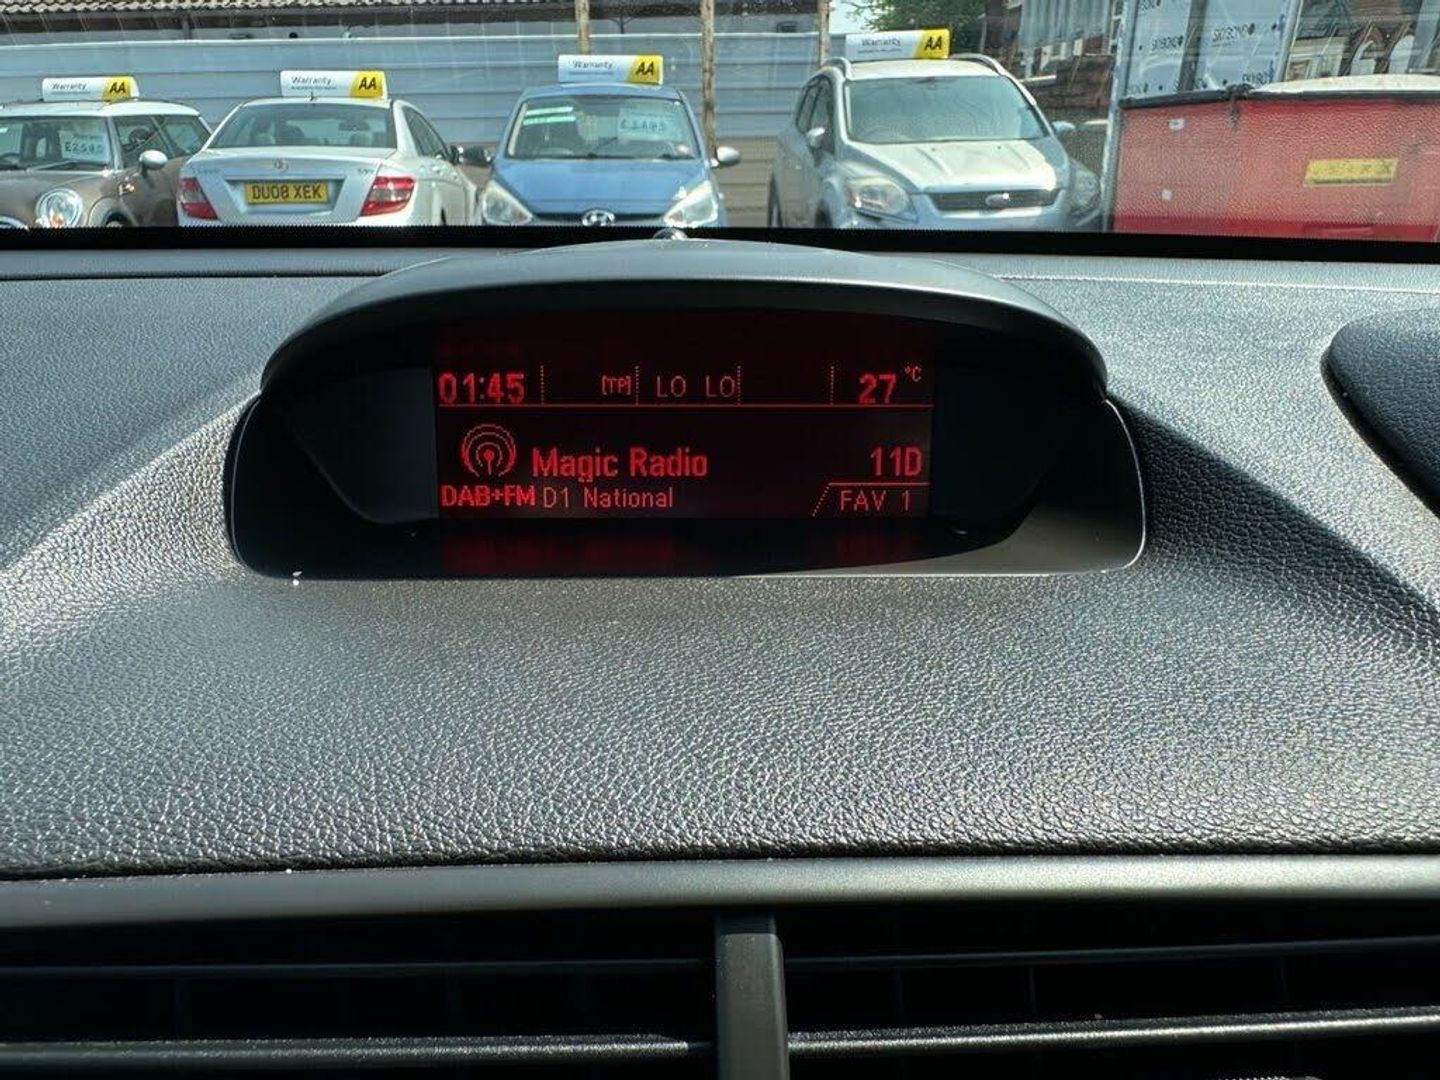 Warranty AA
Warranty AA
Warranty AA
Warranty AA
DU08 XEK
01:45 [TP] LO LO 27 °C
Magic Radio 11D
DAB+FM D1 National FAV 1